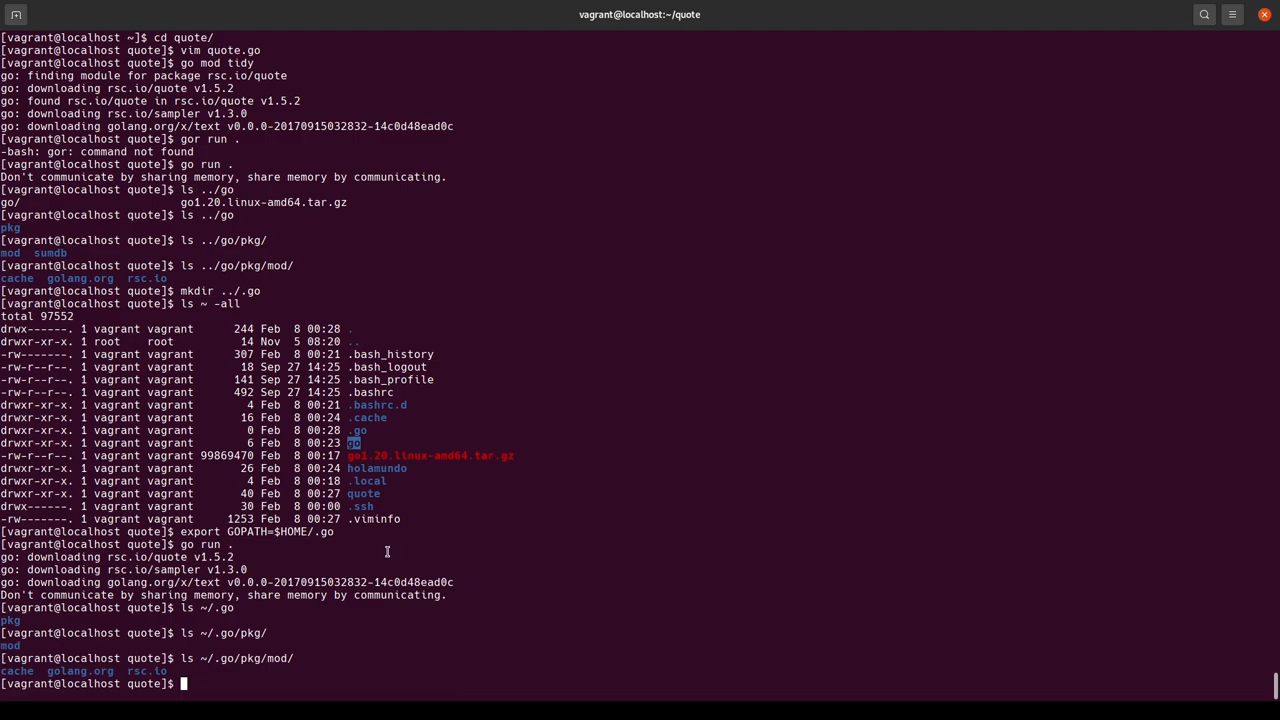 vagrant@localhost:~/quote
[vagrant@localhost ~]$ cd quote/
[vagrant@localhost quote]$ vim quote.go
[vagrant@localhost quote]$ go mod tidy
go: finding module for package rsc.io/quote
go: downloading rsc.io/quote v1.5.2
go: found rsc.io/quote in rsc.io/quote v1.5.2
go: downloading rsc.io/sampler v1.3.0
go: downloading golang.org/x/text v0.0.0-20170915032832-14c0d48ead0c
[vagrant@localhost quote]$ gor run .
-bash: gor: command not found
[vagrant@localhost quote]$ go run .
Don't communicate by sharing memory, share memory by communicating.
[vagrant@localhost quote]$ ls ../go
go/                      go1.20.linux-amd64.tar.gz
[vagrant@localhost quote]$ ls ../go
pkg
[vagrant@localhost quote]$ ls ../go/pkg/
mod  sumdb
[vagrant@localhost quote]$ ls ../go/pkg/mod/
cache  golang.org  rsc.io
[vagrant@localhost quote]$ mkdir ../.go
[vagrant@localhost quote]$ ls ~ -all
total 97552
drwx------. 1 vagrant vagrant      244 Feb  8 00:28 .
drwxr-xr-x. 1 root    root          14 Nov  5 08:20 ..
-rw-------. 1 vagrant vagrant      307 Feb  8 00:21 .bash_history
-rw-r--r--. 1 vagrant vagrant       18 Sep 27 14:25 .bash_logout
-rw-r--r--. 1 vagrant vagrant      141 Sep 27 14:25 .bash_profile
-rw-r--r--. 1 vagrant vagrant      492 Sep 27 14:25 .bashrc
drwxr-xr-x. 1 vagrant vagrant        4 Feb  8 00:21 .bashrc.d
drwxr-xr-x. 1 vagrant vagrant       16 Feb  8 00:24 .cache
drwxr-xr-x. 1 vagrant vagrant        0 Feb  8 00:28 .go
drwxr-xr-x. 1 vagrant vagrant        6 Feb  8 00:23 go
-rw-r--r--. 1 vagrant vagrant 99869470 Feb  8 00:17 go1.20.linux-amd64.tar.gz
drwxr-xr-x. 1 vagrant vagrant       26 Feb  8 00:24 holamundo
drwxr-xr-x. 1 vagrant vagrant        4 Feb  8 00:18 .local
drwxr-xr-x. 1 vagrant vagrant       40 Feb  8 00:27 quote
drwx------. 1 vagrant vagrant       30 Feb  8 00:00 .ssh
-rw-------. 1 vagrant vagrant     1253 Feb  8 00:27 .viminfo
[vagrant@localhost quote]$ export GOPATH=$HOME/.go
[vagrant@localhost quote]$ go run .
go: downloading rsc.io/quote v1.5.2
go: downloading rsc.io/sampler v1.3.0
go: downloading golang.org/x/text v0.0.0-20170915032832-14c0d48ead0c
Don't communicate by sharing memory, share memory by communicating.
[vagrant@localhost quote]$ ls ~/.go
pkg
[vagrant@localhost quote]$ ls ~/.go/pkg/
mod
[vagrant@localhost quote]$ ls ~/.go/pkg/mod/
cache  golang.org  rsc.io
[vagrant@localhost quote]$